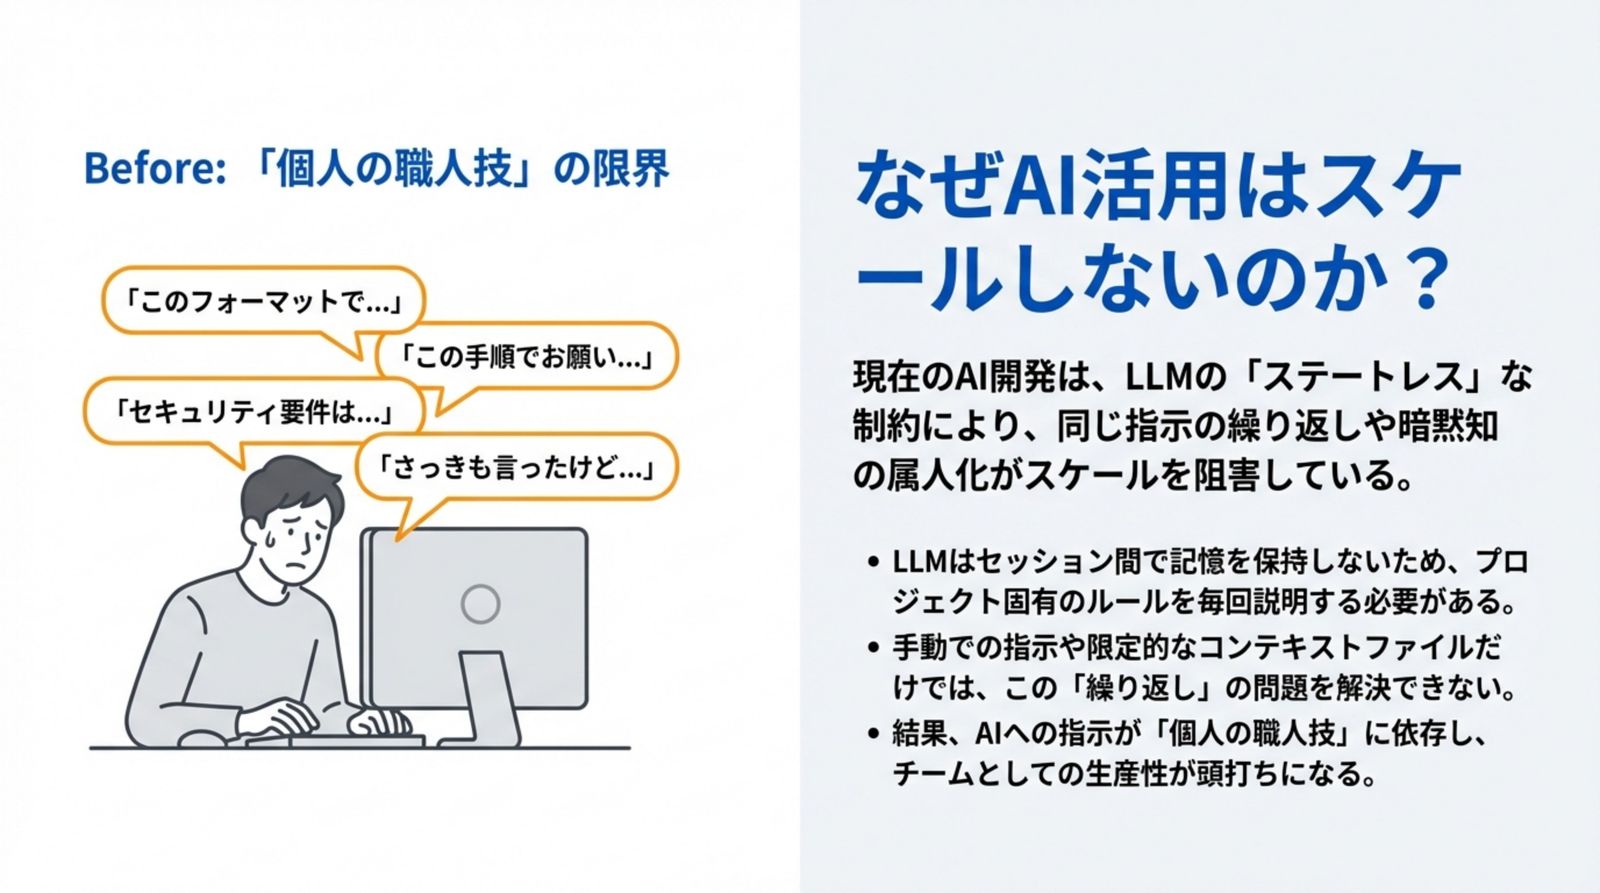 Before: 「個人の職人技」の限界
「このフォーマットで...」
「この手順でお願い...」
「セキュリティ要件は...」
「さっきも言ったけど...」
なぜAI活用はスケ
ールしないのか？
現在のAI開発は、LLMの「ステートレス」な
制約により、同じ指示の繰り返しや暗黙知
の属人化がスケールを阻害している。
• LLMはセッション間で記憶を保持しないため、プロ
ジェクト固有のルールを毎回説明する必要がある。
• 手動での指示や限定的なコンテキストファイルだ
けでは、この「繰り返し」の問題を解決できない。
• 結果、AIへの指示が「個人の職人技」に依存し、
チームとしての生産性が頭打ちになる。